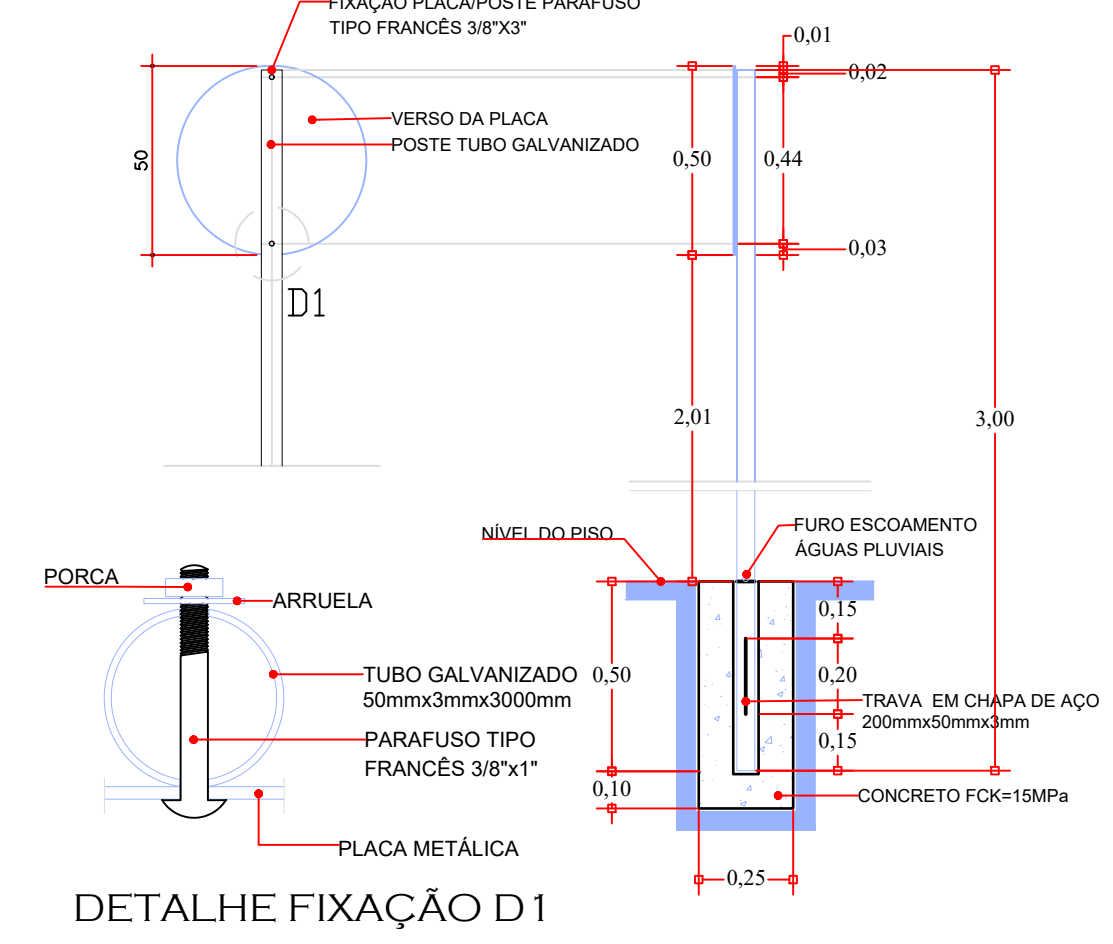 FIXAÇÃO PLACA/POSTE PARAFUSO
TIPO FRANCÊS 3/8"X3"
0,01
0,02
VERSO DA PLACA
POSTE TUBO GALVANIZADO
50
0,50
0,44
0,03
D1
2,01
3,00
NÍVEL DO PISO
FURO ESCOAMENTO
ÁGUAS PLUVIAIS
PORCA
ARRUELA
0,15
TUBO GALVANIZADO
50mmx3mmx3000mm
0,50
0,20
TRAVA EM CHAPA DE AÇO
200mmx50mmx3mm
PARAFUSO TIPO
FRANCÊS 3/8"x1"
0,15
0,10
CONCRETO FCK=15MPa
PLACA METÁLICA
0,25
DETALHE FIXAÇÃO D1